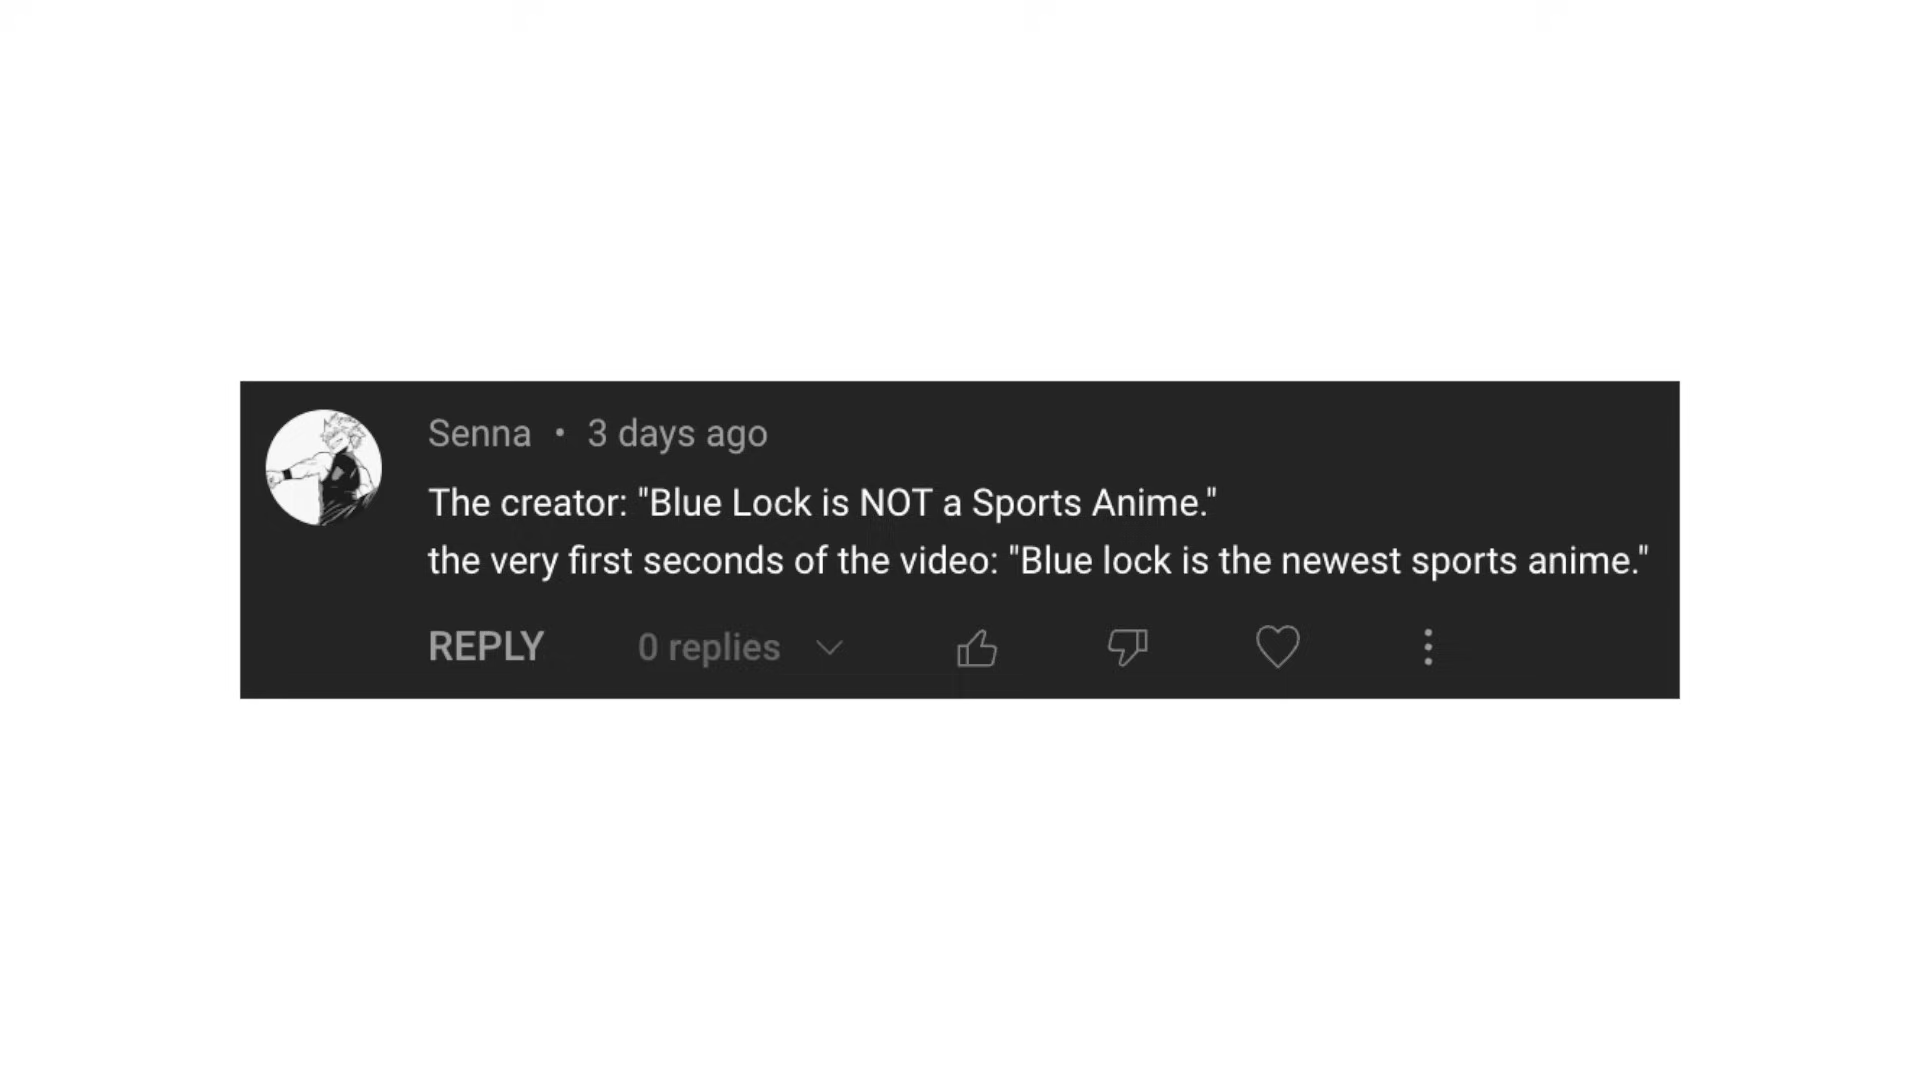 Senna • 3 days ago
The creator: "Blue Lock is NOT a Sports Anime."
the very first seconds of the video: "Blue lock is the newest sports anime."
REPLY 0 replies